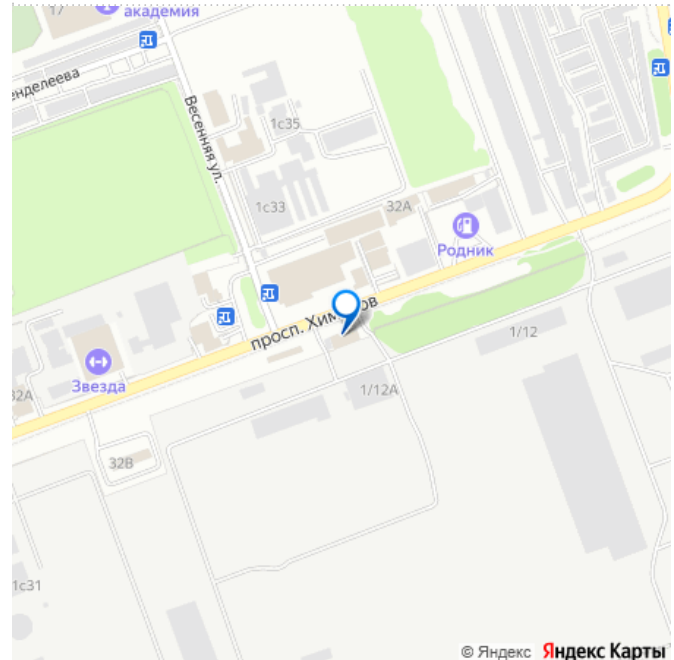 17
академия
енделеева
Весенняя ул.
1с35
1с33
32А
Родник
просп. Хим
ов
1/12
Звезда
32А
1/12А
32В
1с31
© Яндекс Яндекс Карты